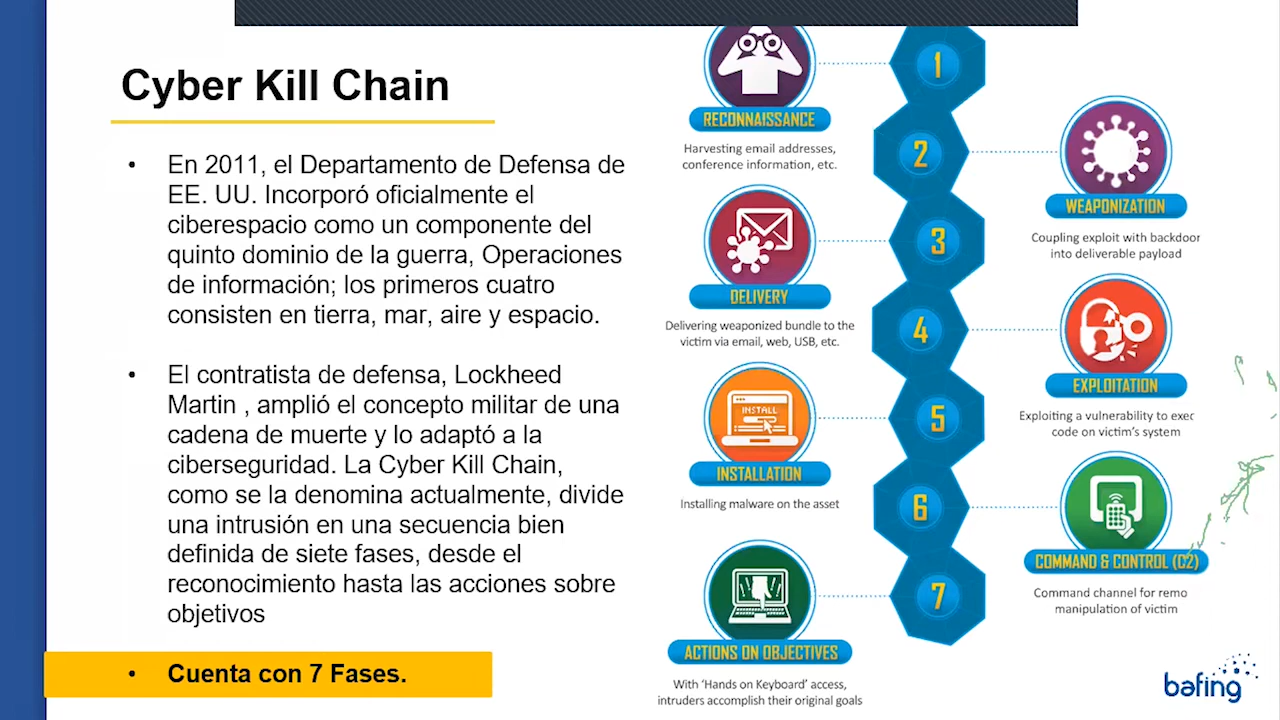 Cyber Kill Chain
• En 2011, el Departamento de Defensa de
EE. UU. Incorporó oficialmente el
ciberespacio como un componente del
quinto dominio de la guerra, Operaciones
de información; los primeros cuatro
consisten en tierra, mar, aire y espacio.
• El contratista de defensa, Lockheed
Martin , amplió el concepto militar de una
cadena de muerte y lo adaptó a la
ciberseguridad. La Cyber Kill Chain,
como se la denomina actualmente, divide
una intrusión en una secuencia bien
definida de siete fases, desde el
reconocimiento hasta las acciones sobre
objetivos
• Cuenta con 7 Fases.
1
RECONNAISSANCE
Harvesting email addresses,
conference information, etc.
2
WEAPONIZATION
Coupling exploit with backdoor
into deliverable payload
3
DELIVERY
Delivering weaponized bundle to the
victim via email, web, USB, etc.
4
EXPLOITATION
Exploiting a vulnerability to exec
code on victim's system
5
INSTALL
INSTALLATION
Installing malware on the asset
6
COMMAND & CONTROL (C2)
Command channel for remo
manipulation of victim
7
ACTIONS ON OBJECTIVES
With 'Hands on Keyboard' access,
intruders accomplish their original goals
bafing